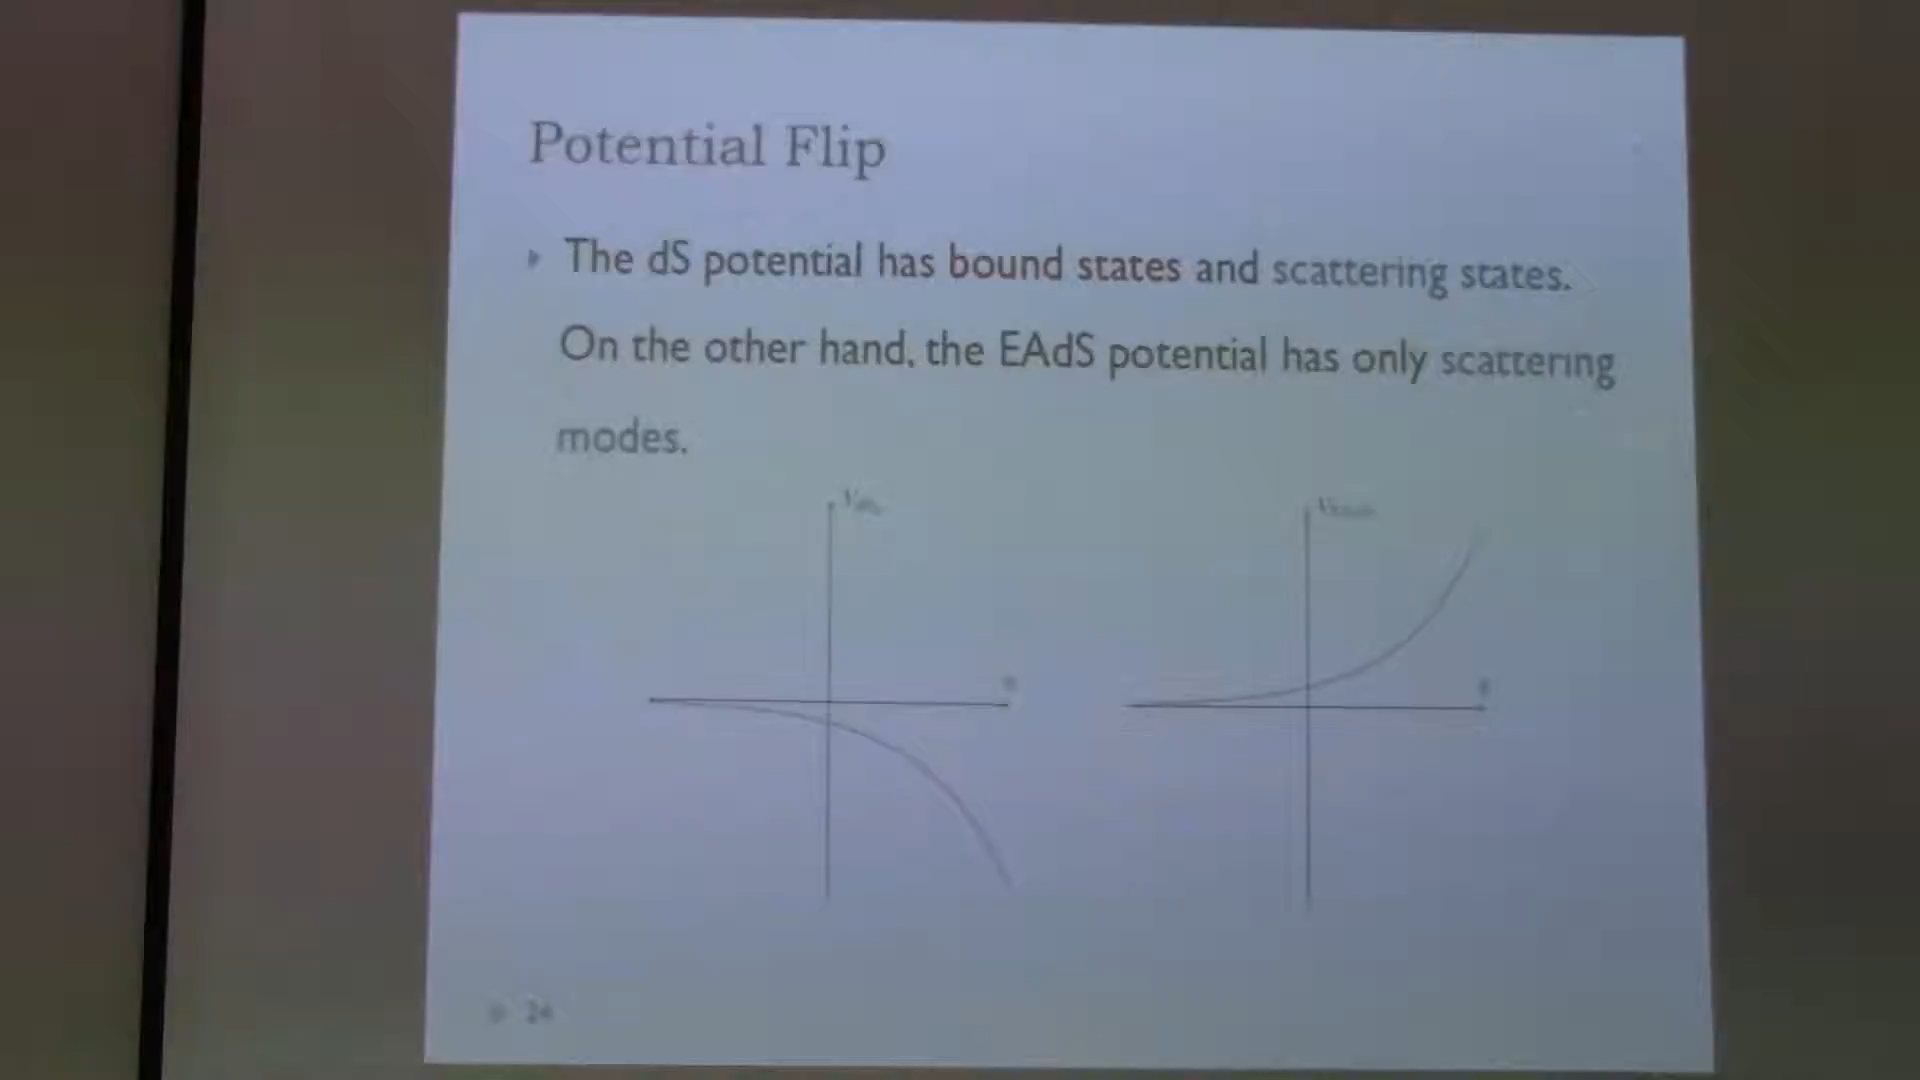 Potential Flip
The dS potential has bound states and scattering states.
On the other hand, the EAdS potential has only scattering
modes.
24